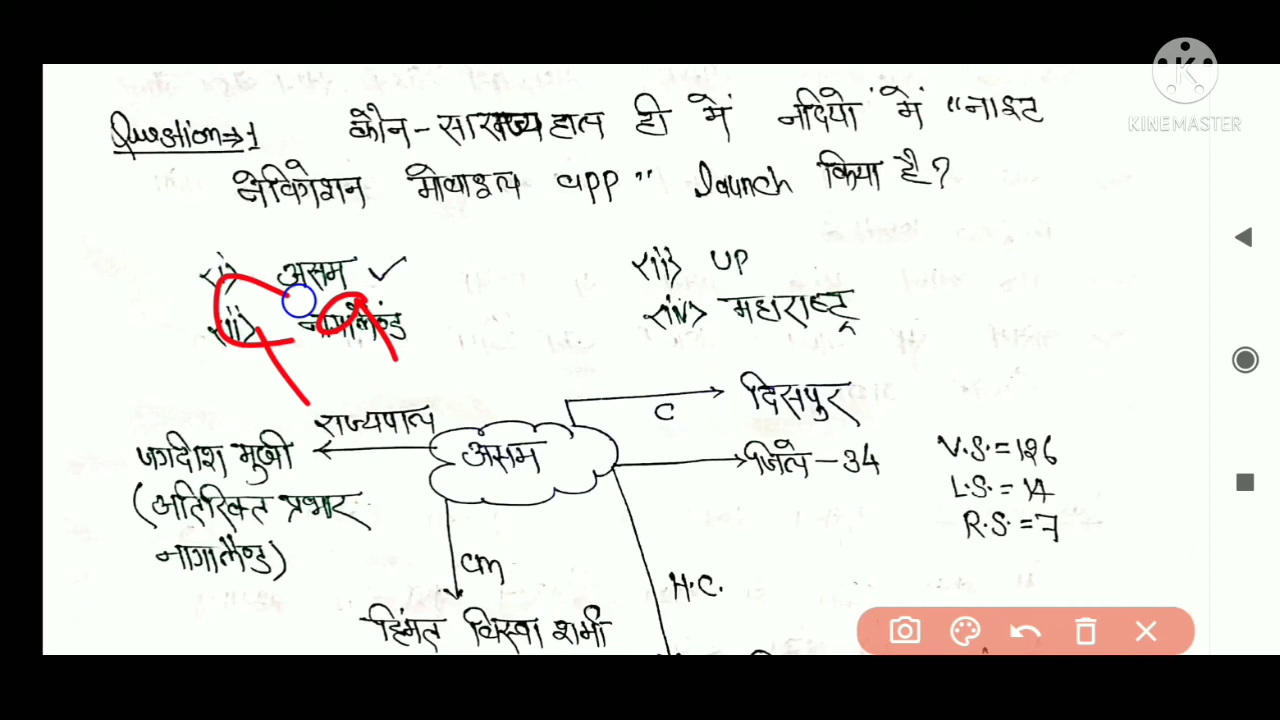 Question⇒1 कौन-सा राज्य हाल ही में नदियों में "नाइट
नेविगेशन मोबाइल app" launch किया है?
<i> असम ✓
<iii> UP
<ii> नागालैण्ड
<iv> महाराष्ट्र
असम
राज्यपाल
जगदीश मुखी
(अतिरिक्त प्रभार
नागालैण्ड)
C
दिसपुर
जिले - 34
V.S. = 126
L.S. = 14
R.S. = 7
cm
हिमंत विस्वा शर्मा
H.C.
KINEMASTER